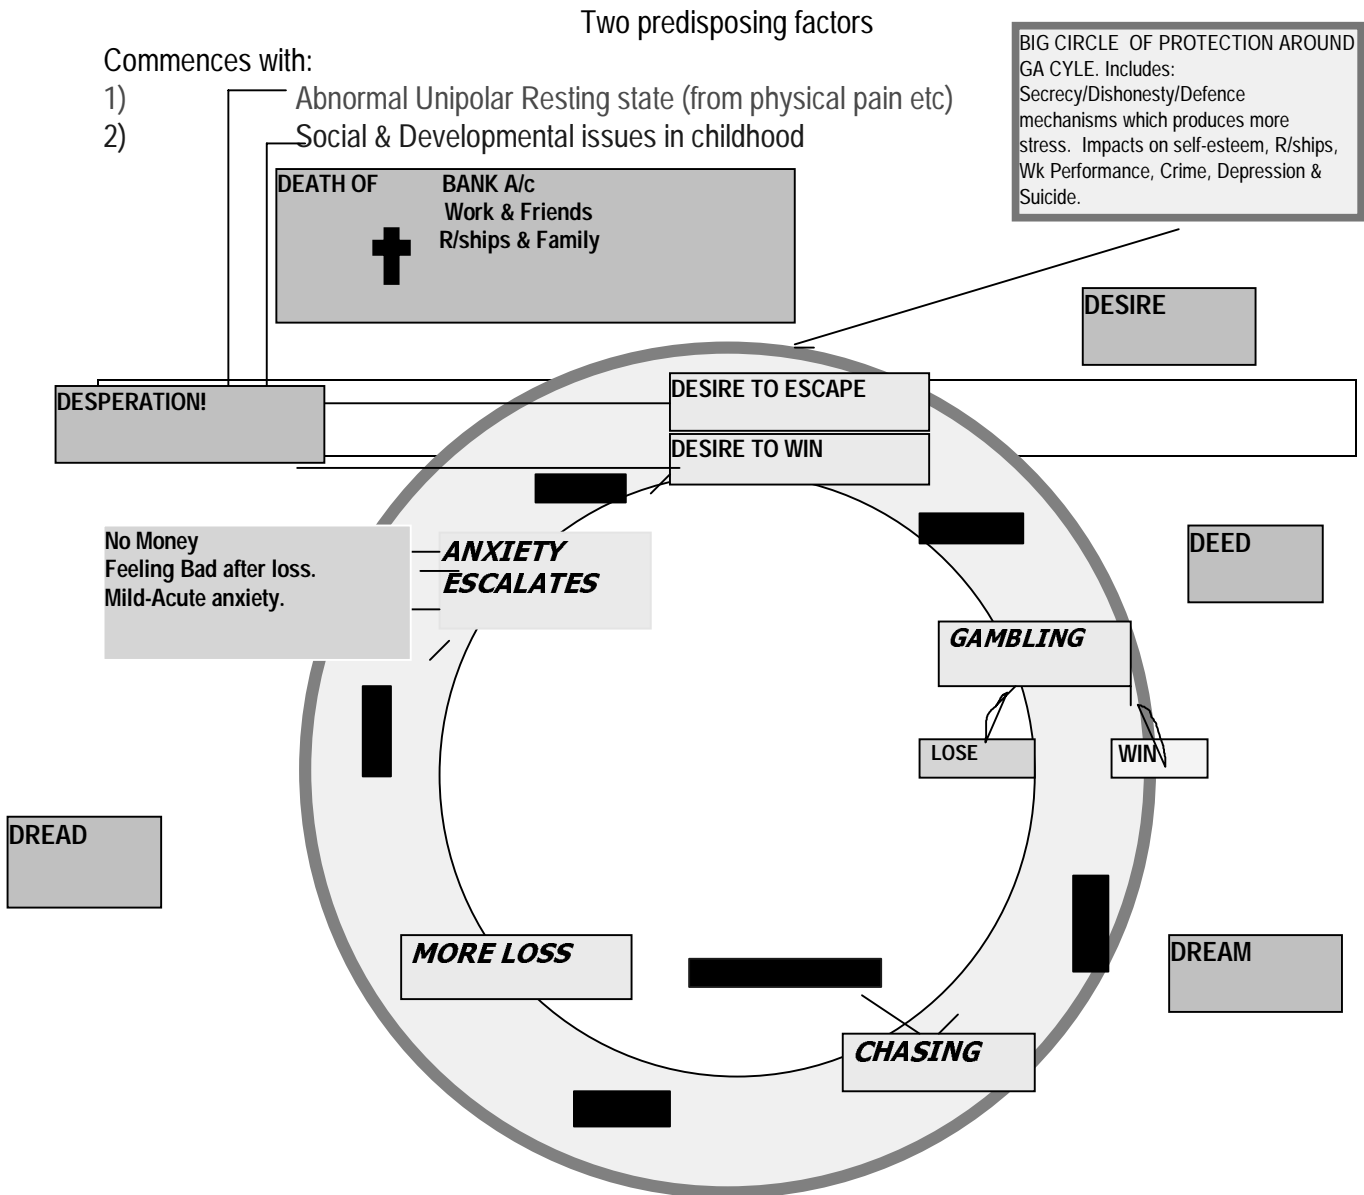 Two predisposing factors
Commences with:
1) Abnormal Unipolar Resting state (from physical pain etc)
2) Social & Developmental issues in childhood
BIG CIRCLE OF PROTECTION AROUND
GA CYLE. Includes:
Secrecy/Dishonesty/Defence
mechanisms which produces more
stress. Impacts on self-esteem, R/ships,
Wk Performance, Crime, Depression &
Suicide.
DEATH OF BANK A/c
Work & Friends
R/ships & Family
DESIRE
DESPERATION!
DESIRE TO ESCAPE
DESIRE TO WIN
No Money
Feeling Bad after loss.
Mild-Acute anxiety.
ANXIETY
ESCALATES
DEED
GAMBLING
LOSE
WIN
DREAD
MORE LOSS
DREAM
CHASING